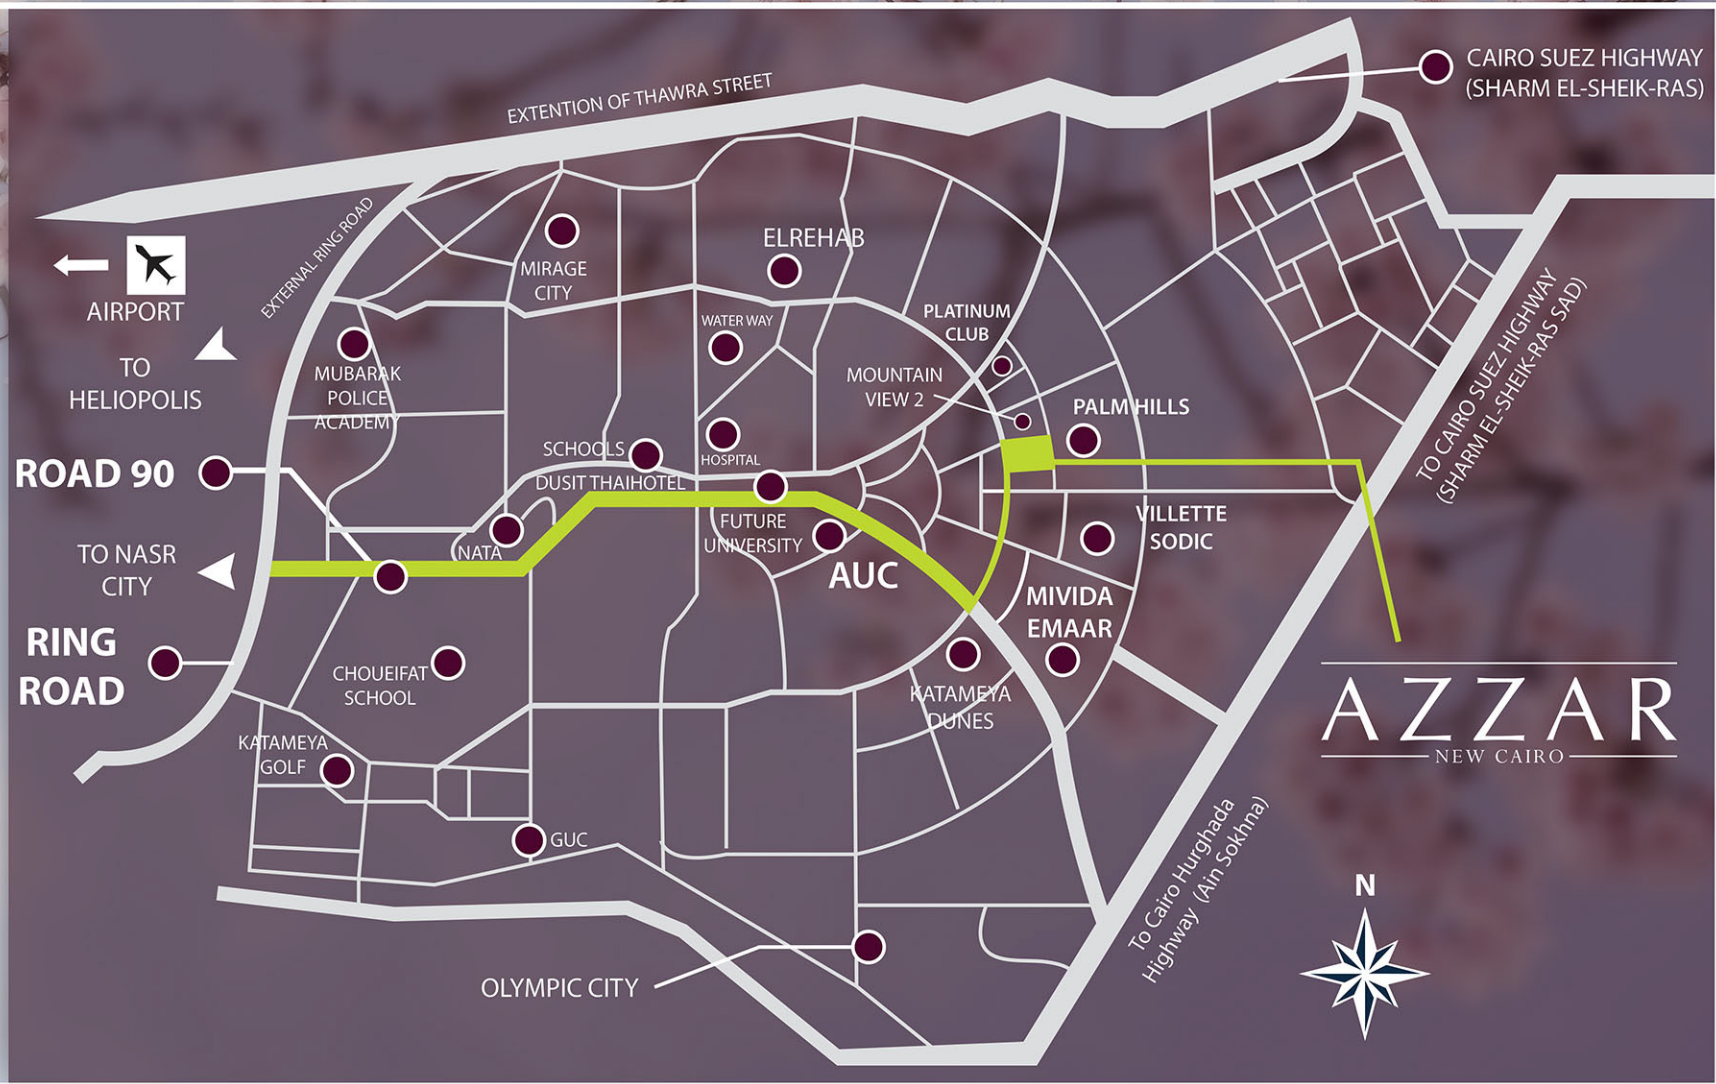 EXTENTION OF THAWRA STREET
CAIRO SUEZ HIGHWAY
(SHARM EL-SHEIK-RAS)
EXTERNAL RING ROAD
AIRPORT
TO
HELIOPOLIS
MIRAGE
CITY
ELREHAB
MUBARAK
POLICE
ACADEMY
WATER WAY
PLATINUM
CLUB
MOUNTAIN
VIEW 2
PALM HILLS
TO CAIRO SUEZ HIGHWAY
(SHARM EL-SHEIK-RAS SAD)
ROAD 90
SCHOOLS
HOSPITAL
DUSIT THAIHOTEL
FUTURE
UNIVERSITY
NATA
TO NASR
CITY
AUC
VILLETTE
SODIC
MIVIDA
EMAAR
RING
ROAD
CHOUEIFAT
SCHOOL
KATAMEYA
DUNES
AZZAR
NEW CAIRO
KATAMEYA
GOLF
GUC
To Cairo Hurghada
Highway (Ain Sokhna)
OLYMPIC CITY
N